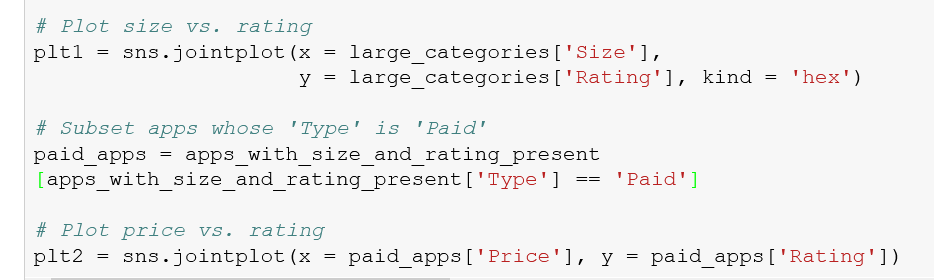 # Plot size vs. rating
plt1 = sns.jointplot(x = large_categories['Size'],
y = large_categories['Rating'], kind = 'hex')
# Subset apps whose 'Type' is 'Paid'
paid_apps = apps_with_size_and_rating_present
[apps_with_size_and_rating_present['Type'] == 'Paid']
# Plot price vs. rating
plt2 = sns.jointplot(x = paid_apps['Price'], y = paid_apps['Rating'])